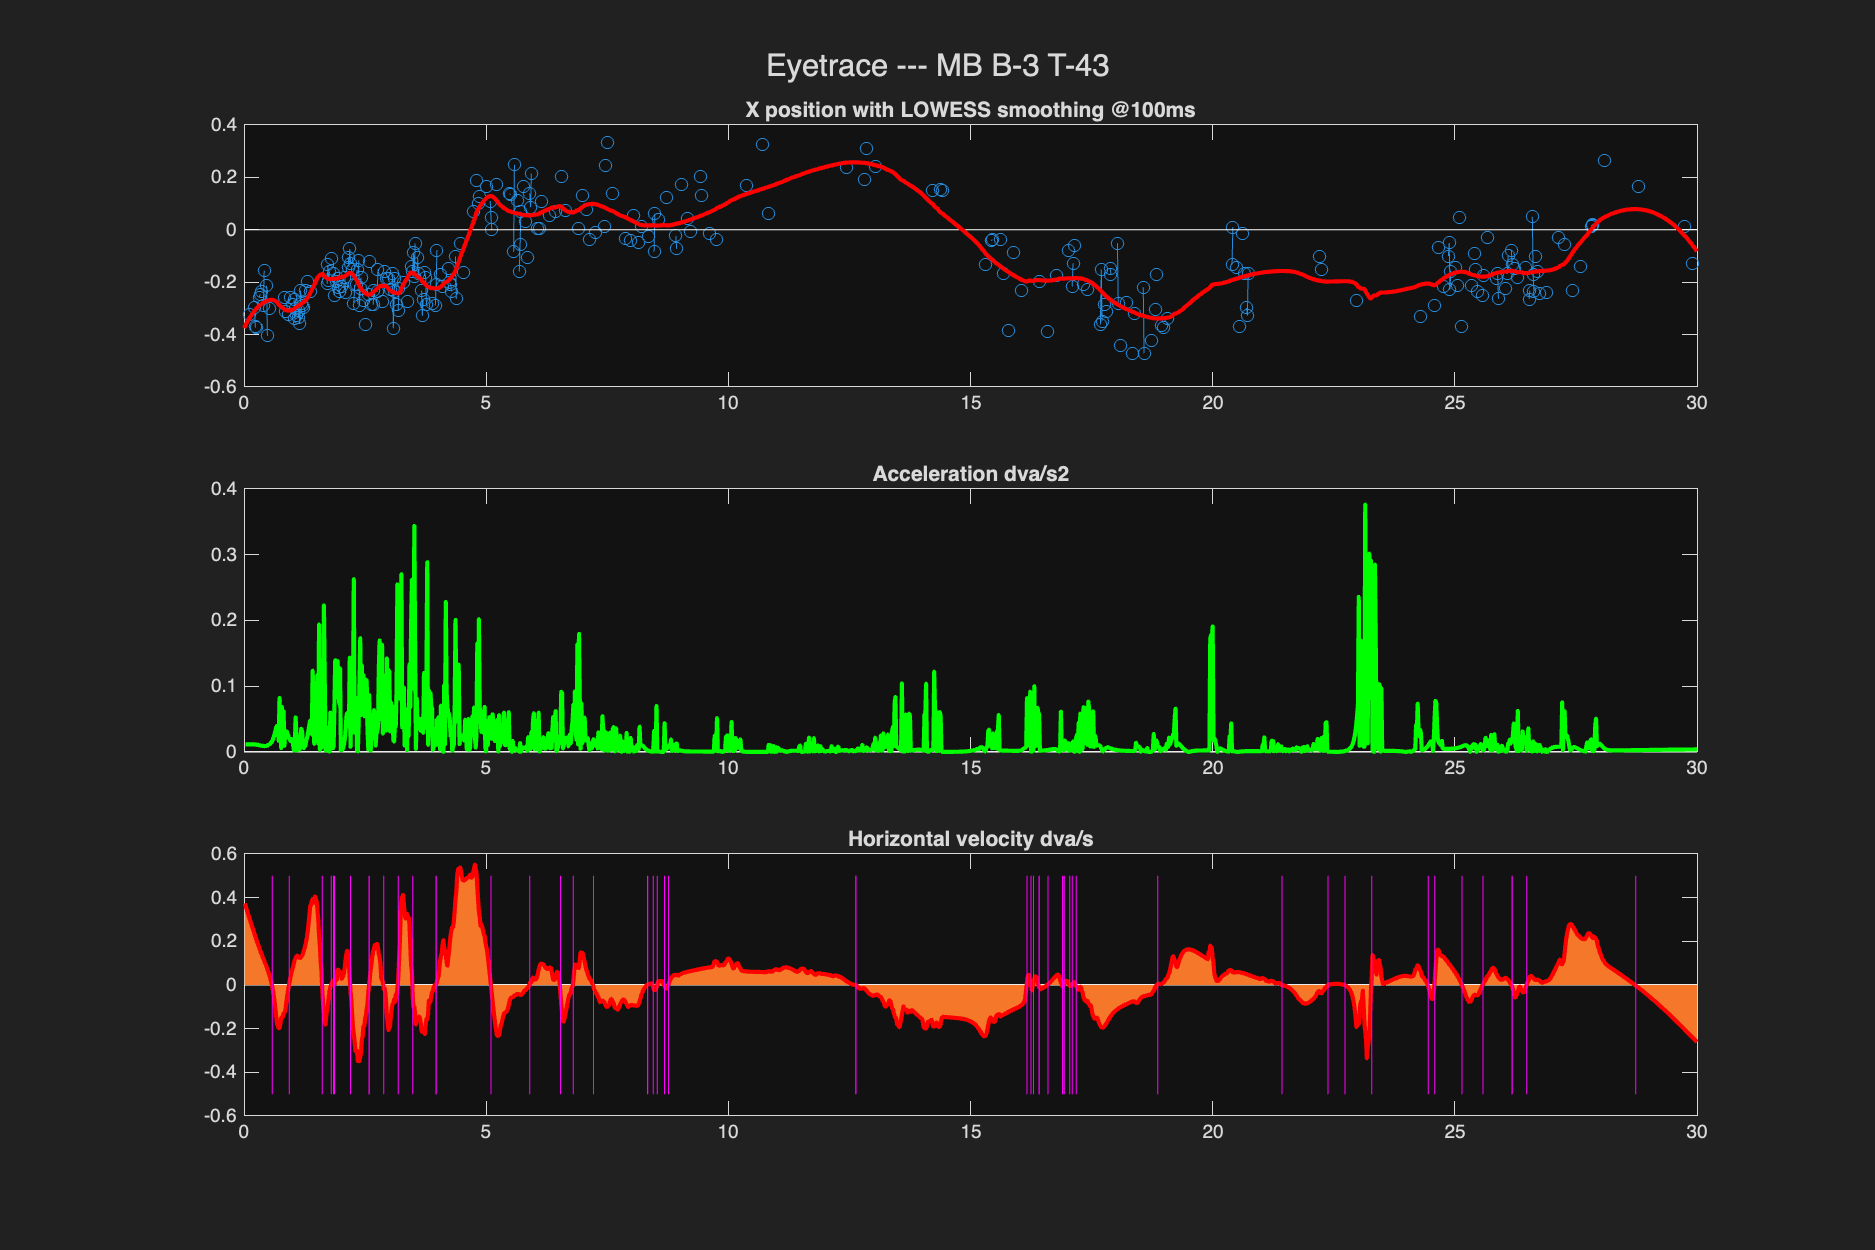 Eyetrace --- MB B-3 T-43
X position with LOWESS smoothing @100ms
0.4
0.2
0
-0.2
-0.4
-0.6
0 5 10 15 20 25 30
Acceleration dva/s2
0.4
0.3
0.2
0.1
0
0 5 10 15 20 25 30
Horizontal velocity dva/s
0.6
0.4
0.2
0
-0.2
-0.4
-0.6
0 5 10 15 20 25 30